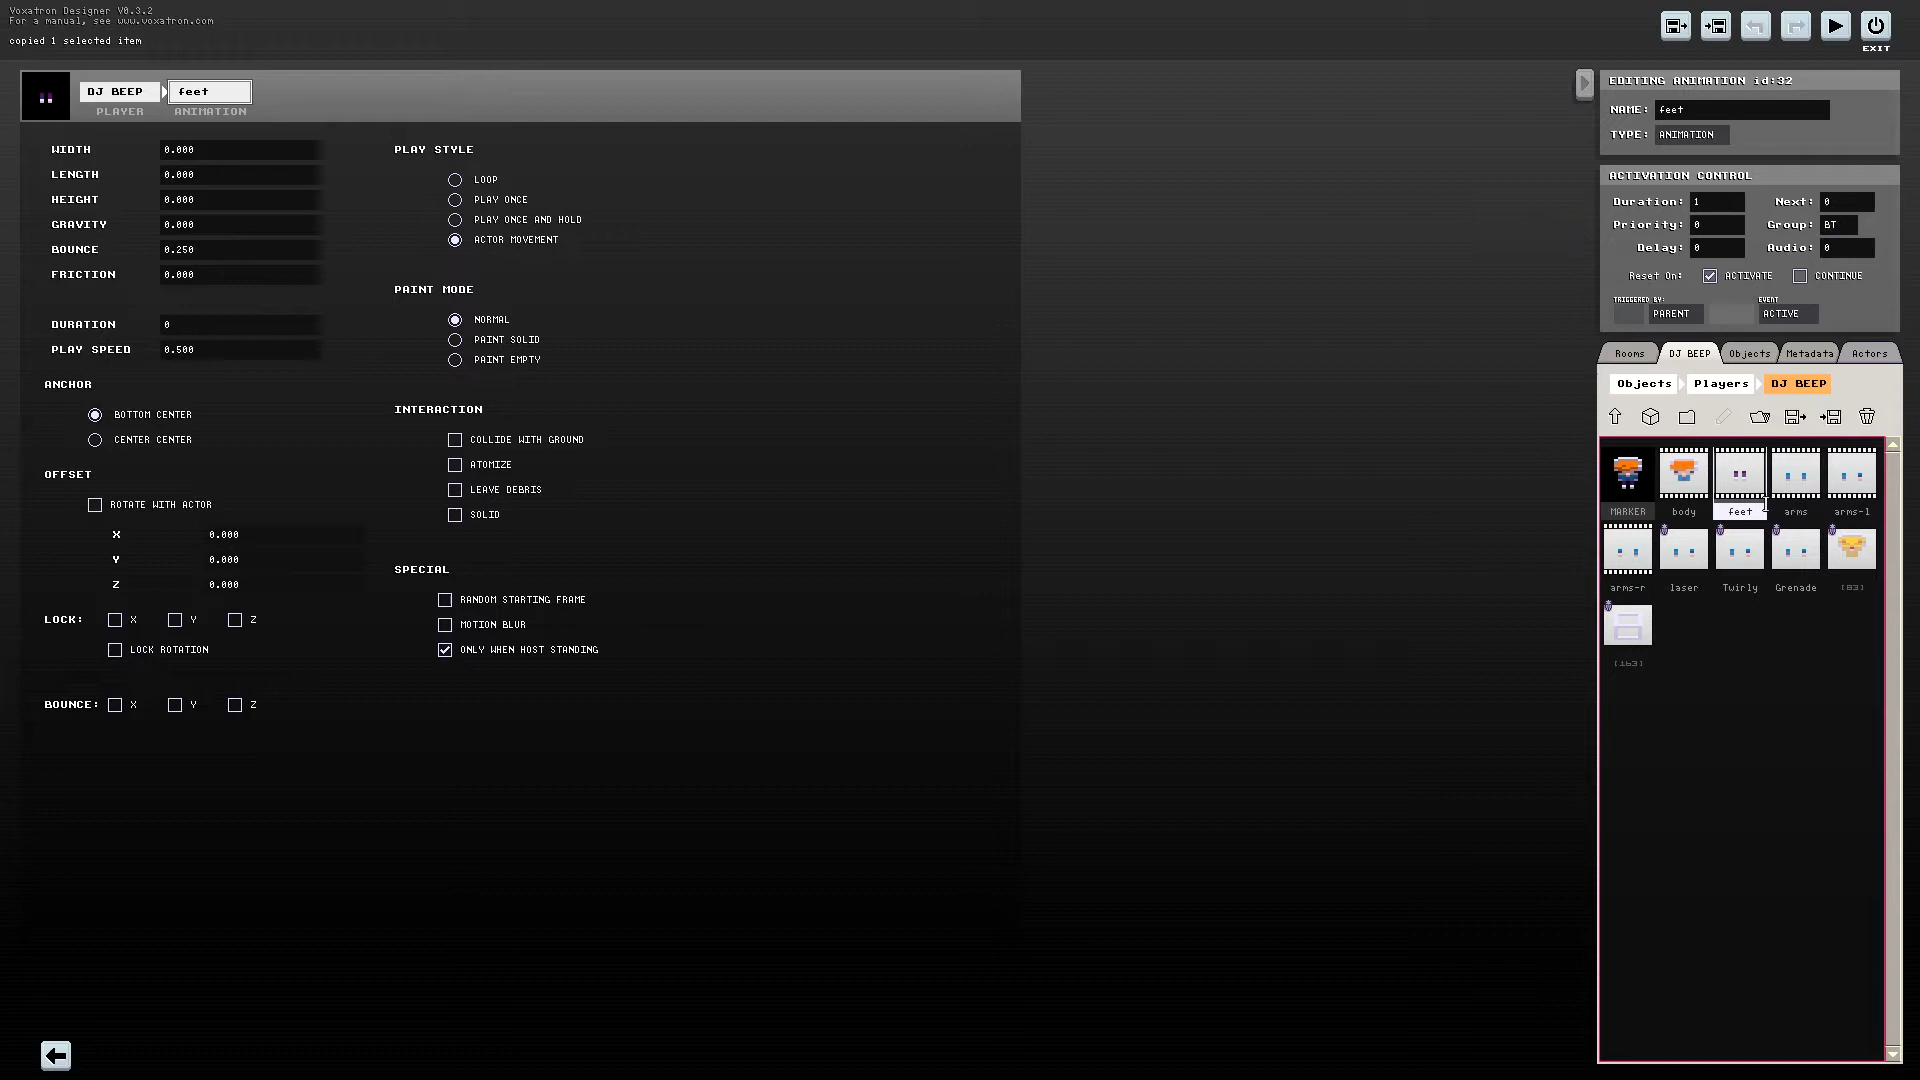 Voxatron Designer V0.3.2
For a manual, see www.voxatron.com
copied 1 selected item
EXIT
DJ BEEP
feet
PLAYER
ANIMATION
WIDTH 0.000
LENGTH 0.000
HEIGHT 0.000
GRAVITY 0.000
BOUNCE 0.250
FRICTION 0.000
DURATION 0
PLAY SPEED 0.500
ANCHOR
BOTTOM CENTER
CENTER CENTER
OFFSET
ROTATE WITH ACTOR
X 0.000
Y 0.000
Z 0.000
LOCK: X Y Z
LOCK ROTATION
BOUNCE: X Y Z
PLAY STYLE
LOOP
PLAY ONCE
PLAY ONCE AND HOLD
ACTOR MOVEMENT
PAINT MODE
NORMAL
PAINT SOLID
PAINT EMPTY
INTERACTION
COLLIDE WITH GROUND
ATOMIZE
LEAVE DEBRIS
SOLID
SPECIAL
RANDOM STARTING FRAME
MOTION BLUR
ONLY WHEN HOST STANDING
EDITING ANIMATION id:32
NAME: feet
TYPE: ANIMATION
ACTIVATION CONTROL
Duration: 1 Next: 0
Priority: 0 Group: BT
Delay: 0 Audio: 0
Reset On: ACTIVATE CONTINUE
TRIGGERED BY: EVENT
PARENT ACTIVE
Rooms DJ BEEP Objects Metadata Actors
Objects Players DJ BEEP
MARKER body feet arms arms-l
arms-r laser Twirly Grenade (83)
(163)